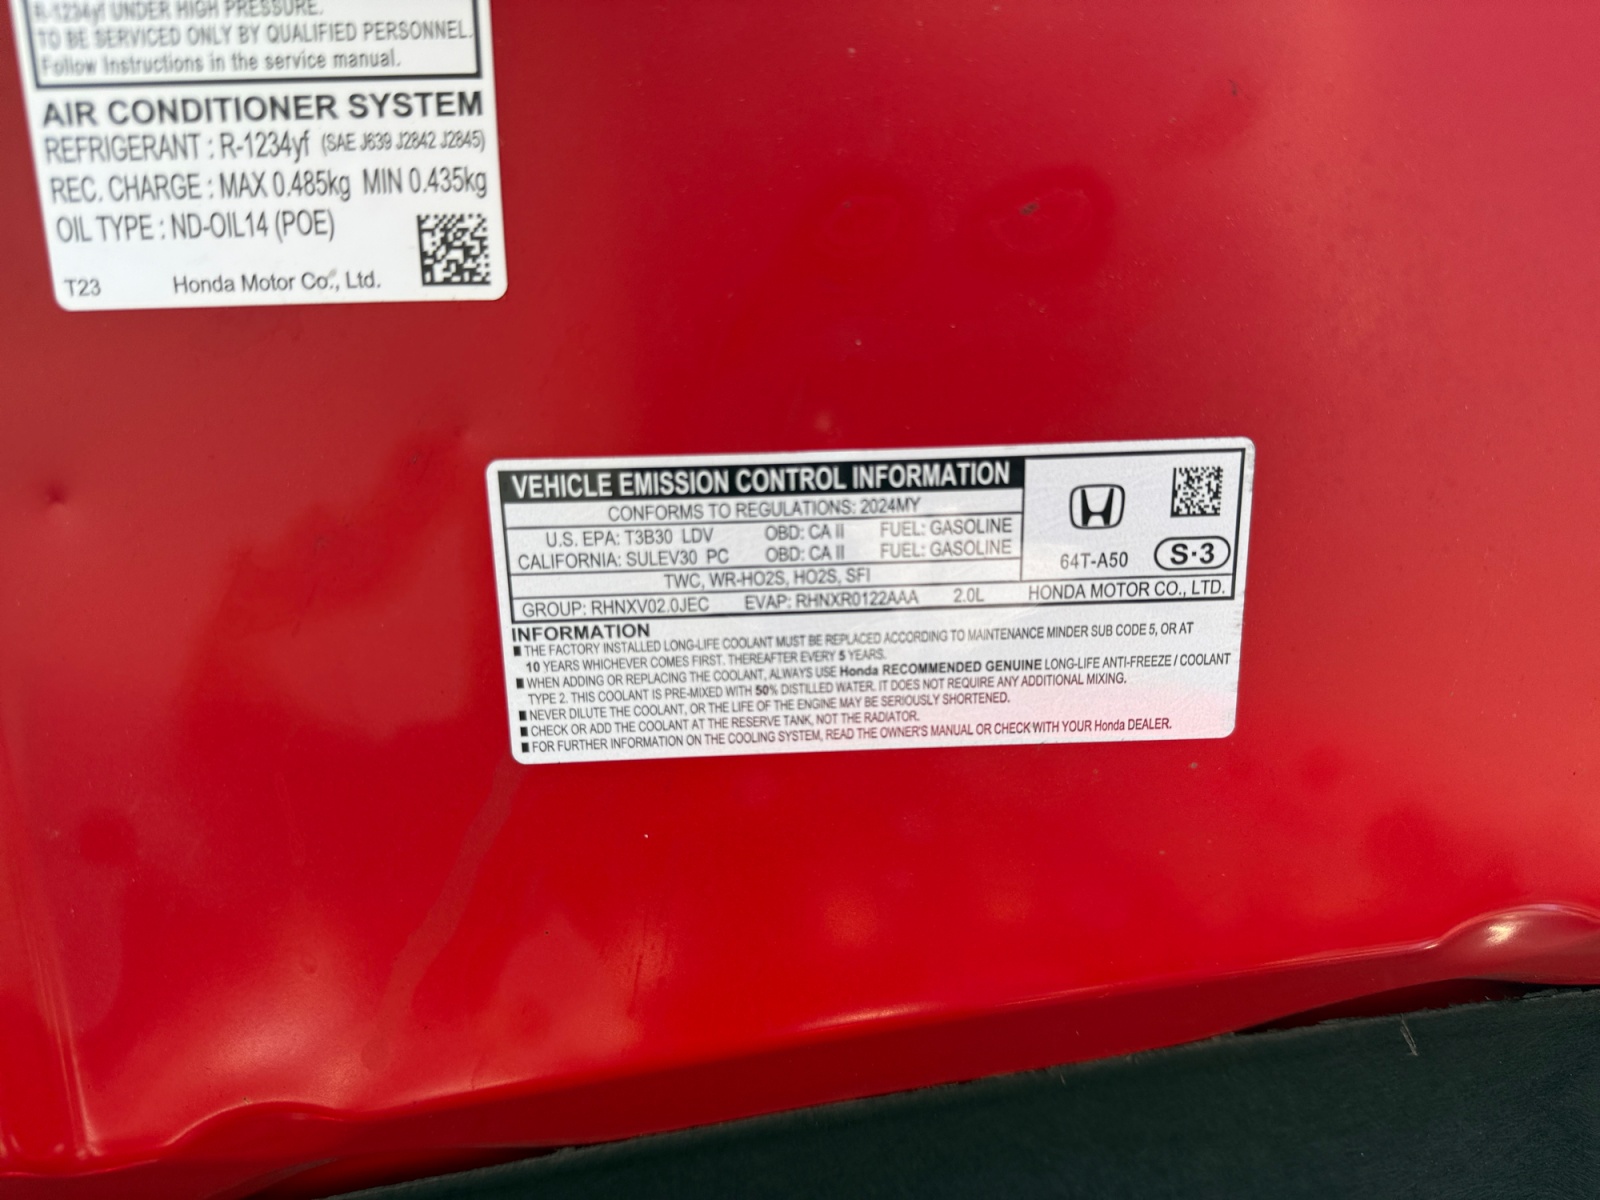 R-1234yf UNDER HIGH PRESSURE.
TO BE SERVICED ONLY BY QUALIFIED PERSONNEL.
Follow Instructions in the service manual.
AIR CONDITIONER SYSTEM
REFRIGERANT : R-1234yf (SAE J639 J2842 J2845)
REC. CHARGE : MAX 0.485kg MIN 0.435kg
OIL TYPE : ND-OIL14 (POE)
T23 Honda Motor Co., Ltd.
VEHICLE EMISSION CONTROL INFORMATION
CONFORMS TO REGULATIONS: 2024MY
U.S. EPA: T3B30 LDV OBD: CA II FUEL: GASOLINE
CALIFORNIA: SULEV30 PC OBD: CA II FUEL: GASOLINE
TWC, WR-HO2S, HO2S, SFI
GROUP: RHNXV02.0JEC EVAP: RHNXR0122AAA 2.0L
64T-A50 S·3
HONDA MOTOR CO., LTD.
INFORMATION
■ THE FACTORY INSTALLED LONG-LIFE COOLANT MUST BE REPLACED ACCORDING TO MAINTENANCE MINDER SUB CODE 5, OR AT
10 YEARS WHICHEVER COMES FIRST. THEREAFTER EVERY 5 YEARS.
■ WHEN ADDING OR REPLACING THE COOLANT, ALWAYS USE Honda RECOMMENDED GENUINE LONG-LIFE ANTI-FREEZE / COOLANT
TYPE 2. THIS COOLANT IS PRE-MIXED WITH 50% DISTILLED WATER. IT DOES NOT REQUIRE ANY ADDITIONAL MIXING.
■ NEVER DILUTE THE COOLANT, OR THE LIFE OF THE ENGINE MAY BE SERIOUSLY SHORTENED.
■ CHECK OR ADD THE COOLANT AT THE RESERVE TANK, NOT THE RADIATOR.
■ FOR FURTHER INFORMATION ON THE COOLING SYSTEM, READ THE OWNER'S MANUAL OR CHECK WITH YOUR Honda DEALER.